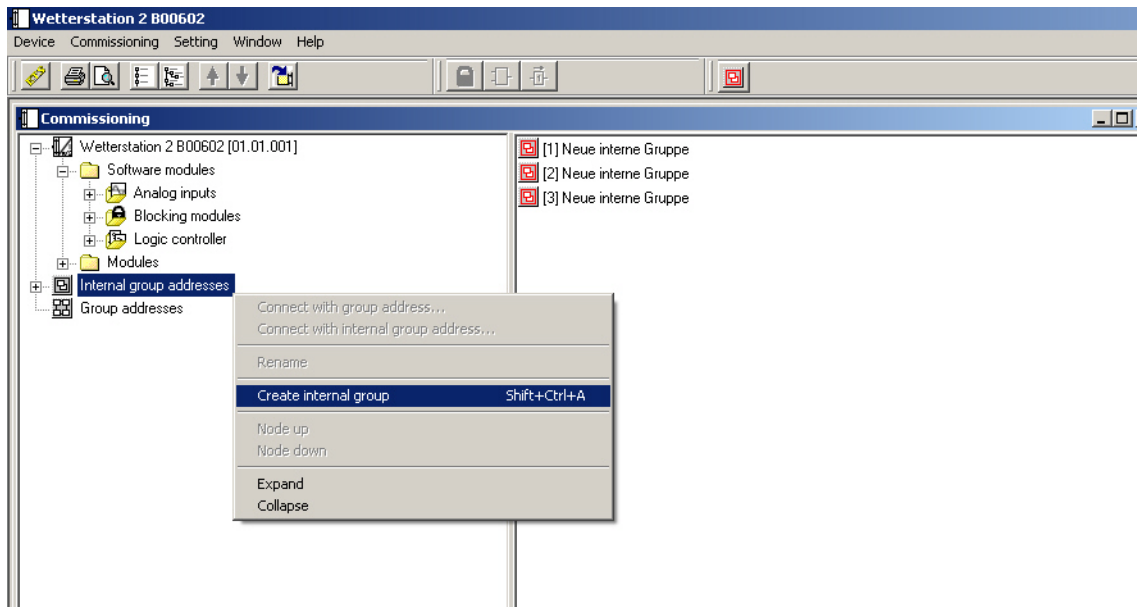 Wetterstation 2 B00602
Device Commissioning Setting Window Help
Commissioning
Wetterstation 2 B00602 [01.01.001]
Software modules
Analog inputs
Blocking modules
Logic controller
Modules
Internal group addresses
Group addresses
[1] Neue interne Gruppe
[2] Neue interne Gruppe
[3] Neue interne Gruppe
Connect with group address...
Connect with internal group address...
Rename
Create internal group Shift+Ctrl+A
Node up
Node down
Expand
Collapse